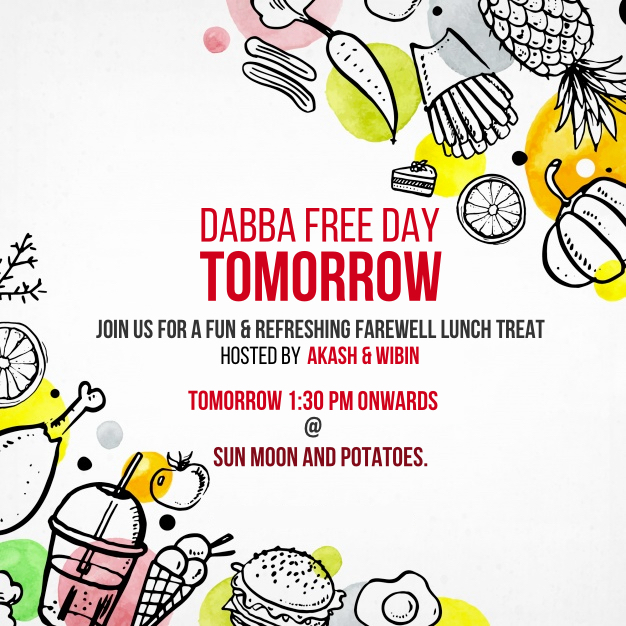 DABBA FREE DAY
TOMORROW
JOIN US FOR A FUN & REFRESHING FAREWELL LUNCH TREAT
HOSTED BY AKASH & WIBIN
TOMORROW 1:30 PM ONWARDS
@
SUN MOON AND POTATOES.